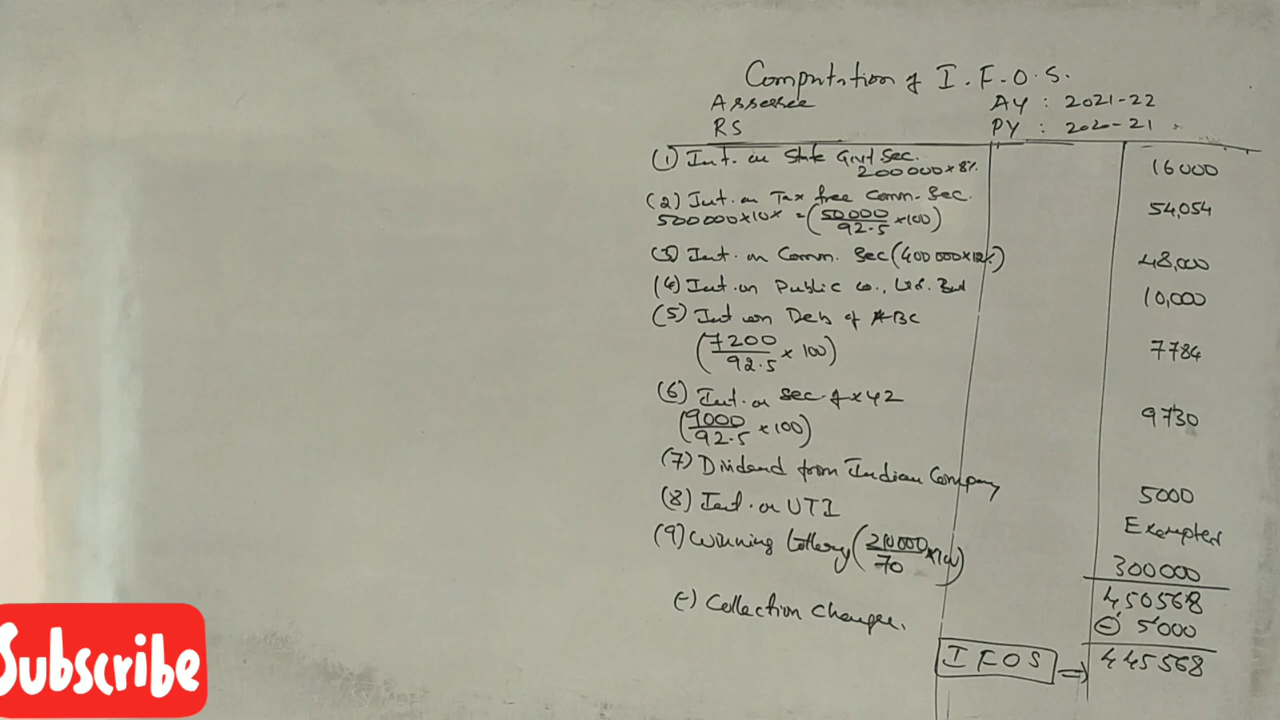 Computation of I.F.O.S.
Assessee AY : 2021-22
RS PY : 2020-21
(1) Int. on State Govt Sec.
200000×8% 16000
(2) Int. on Tax free Comm. Sec.
500000×10% = (50000/92.5 ×100) 54,054
(3) Int. on Comm. Sec (400000×12%) 48,000
(4) Int. on Public co., Ltd. 10,000
(5) Int on Deb of ABC
(7200/92.5 × 100) 7784
(6) Int. on Sec. of XYZ
(9000/92.5 ×100) 9730
(7) Dividend from Indian Company 5000
(8) Int. on UTI Exempted
(9) Winning lottery (210000/70 ×100) 300000
450568
(-) Collection Charges. (-) 5000
IFOS ⇒ 445568
Subscribe